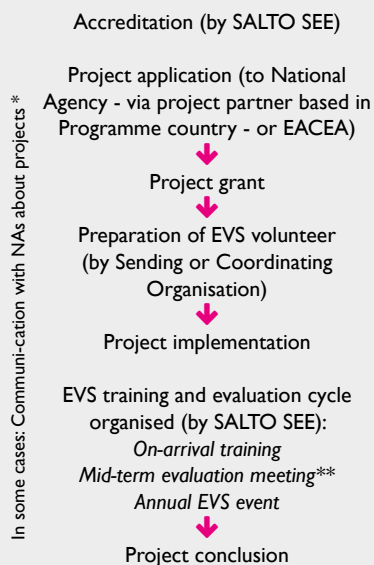 Accreditation (by SALTO SEE)
Project application (to National
Agency - via project partner based in
Programme country - or EACEA)
Project grant
Preparation of EVS volunteer
(by Sending or Coordinating
Organisation)
Project implementation
EVS training and evaluation cycle
organised (by SALTO SEE):
On-arrival training
Mid-term evaluation meeting**
Annual EVS event
Project conclusion
In some cases: Communi-cation with NAs about projects *